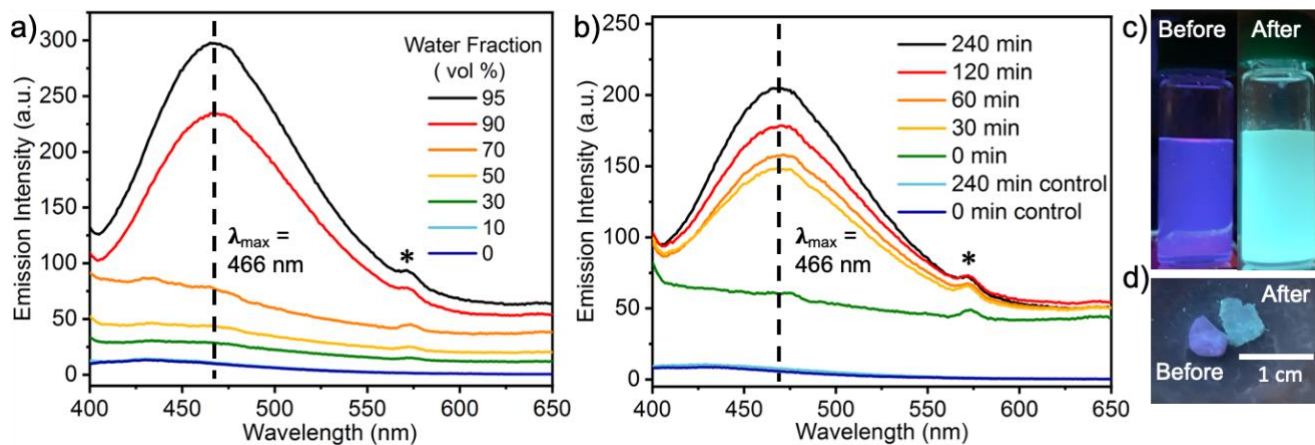 a)
Emission Intensity (a.u.)
300
250
200
150
100
50
0
400
450
500
550
600
650
Wavelength (nm)
Water Fraction
( vol %)
95
90
70
50
30
10
0
λmax =
466 nm
*
b)
Emission Intensity (a.u.)
250
200
150
100
50
0
400
450
500
550
600
650
Wavelength (nm)
240 min
120 min
60 min
30 min
0 min
240 min control
0 min control
λmax =
466 nm
*
c)
Before
After
d)
After
Before
1 cm